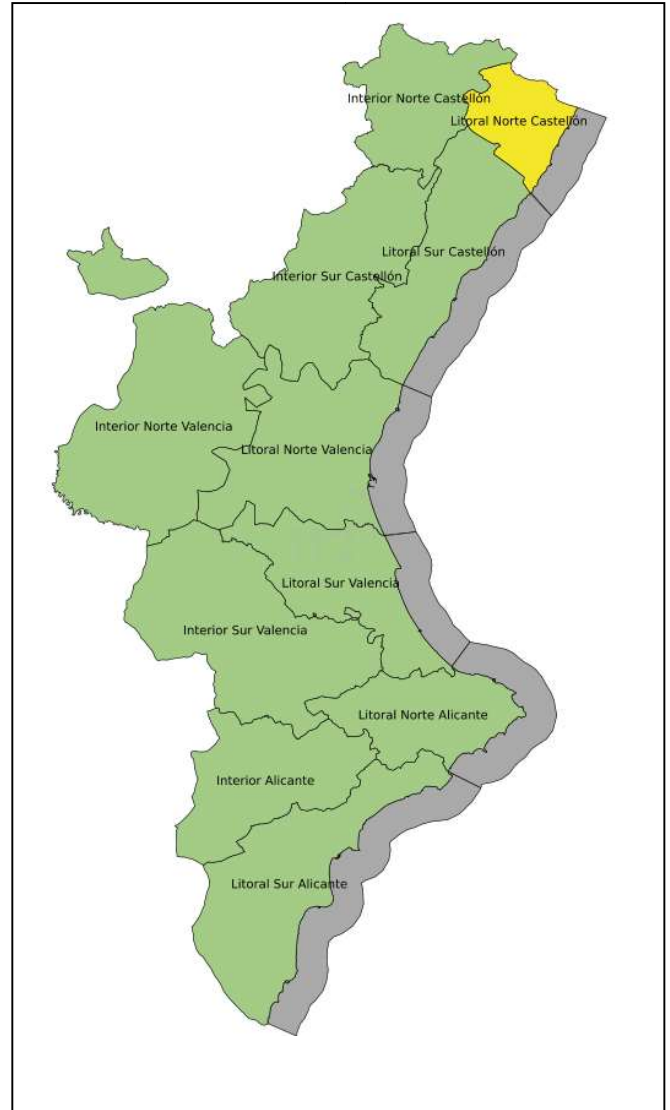 Interior Norte Castellón
Litoral Norte Castellón
Litoral Sur Castellón
Interior Sur Castellón
Interior Norte Valencia
Litoral Norte Valencia
Litoral Sur Valencia
Interior Sur Valencia
Litoral Norte Alicante
Interior Alicante
Litoral Sur Alicante